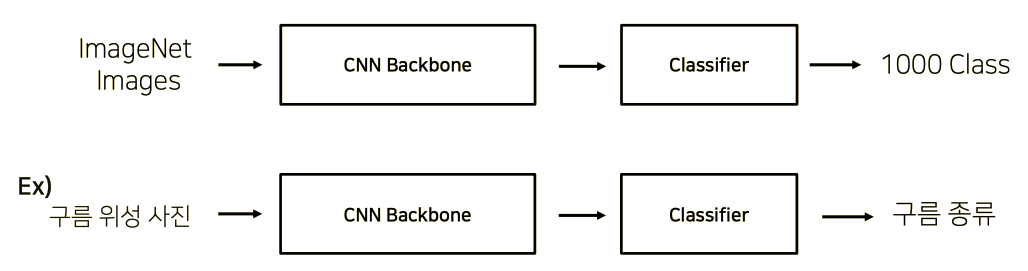 ImageNet
Images
CNN Backbone
Classifier
1000 Class
Ex)
구름 위성 사진
CNN Backbone
Classifier
구름 종류